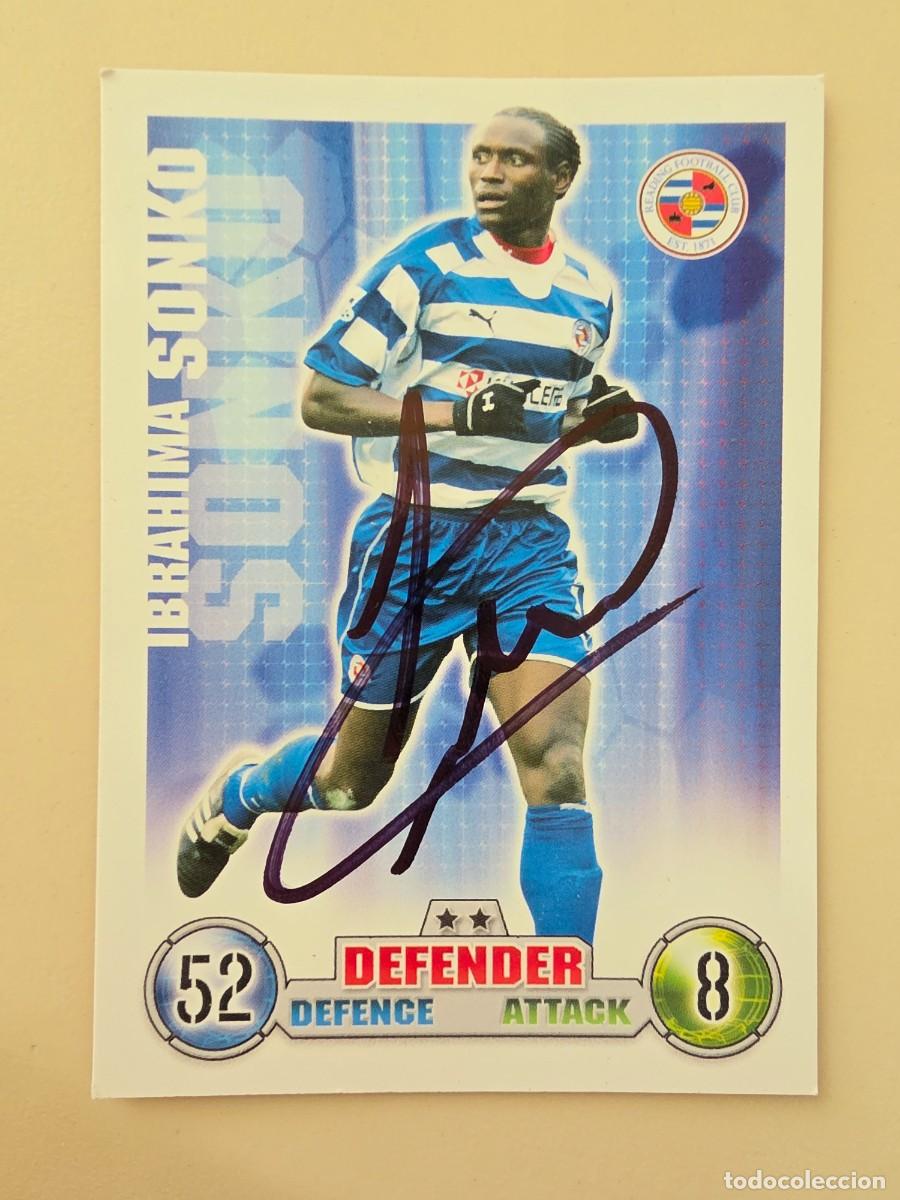 IBRAHIMA SONKO
SONKO
READING FOOTBALL CLUB
EST. 1871
DEFENDER
52
DEFENCE
ATTACK
8
todocoleccion